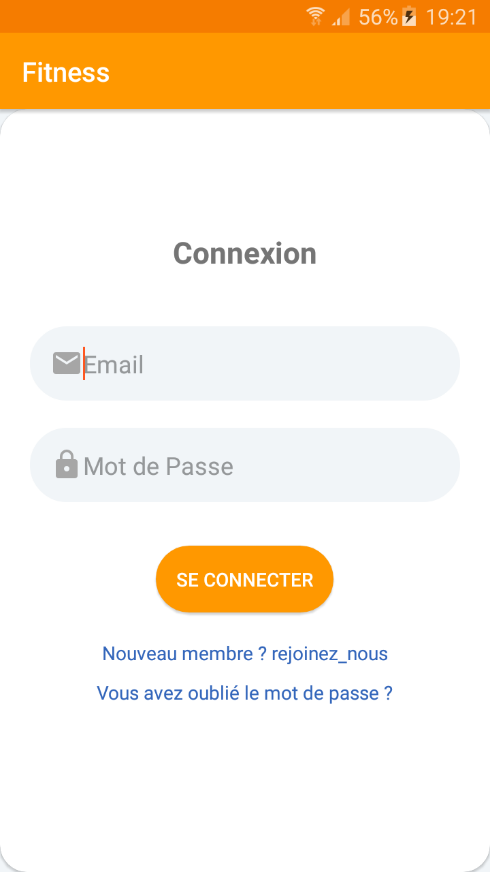 56% 19:21
Fitness
Connexion
Email
Mot de Passe
SE CONNECTER
Nouveau membre ? rejoinez_nous
Vous avez oublié le mot de passe ?